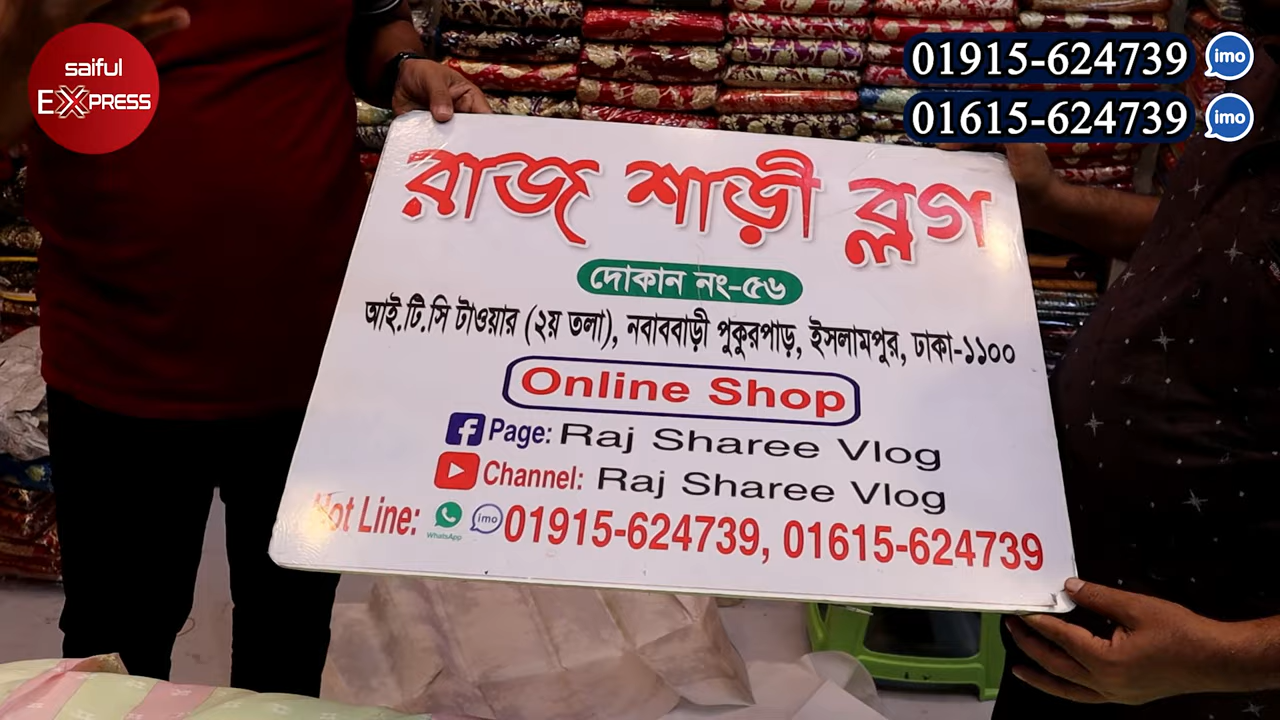 saiful
EXPRESS
01915-624739 imo
01615-624739 imo
রাজ শাড়ী ব্লগ
দোকান নং-৫৬
আই.টি.সি টাওয়ার (২য় তলা), নবাববাড়ী পুকুরপাড়, ইসলামপুর, ঢাকা-১১০০
Online Shop
Page: Raj Sharee Vlog
Channel: Raj Sharee Vlog
Hot Line: WhatsApp imo 01915-624739, 01615-624739